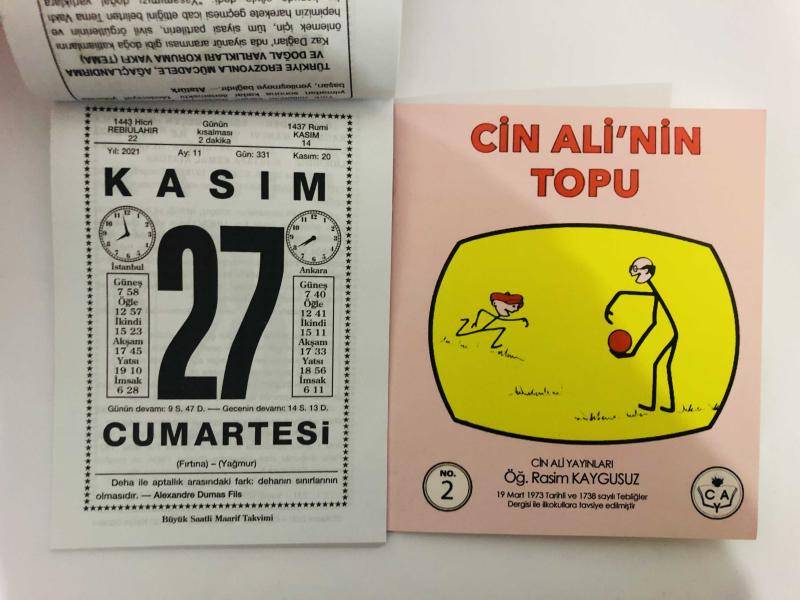 başarı, yenileşmeye bağlıdır. — Atatürk
TÜRKİYE EROZYONLA MÜCADELE, AĞAÇLANDIRMA
VE DOĞAL VARLIKLARI KORUMA VAKFI (TEMA)
Kaz Dağları'nda siyanür aranması gibi doğa katliamlarını
önlemek için, tüm siyasi partilerin, sivil örgütlerinin ve
hepimizin harekete geçmesi icab ettiğini belirten Tema Vakfı
1443 Hicri
REBİULAHIR
22
Günün
kısalması
2 dakika
1437 Rumi
KASIM
14
Yıl: 2021 Ay: 11 Gün: 331 Kasım: 20
KASIM
27
İstanbul
Güneş
7 58
Öğle
12 57
İkindi
15 23
Akşam
17 45
Yatsı
19 10
İmsak
6 28
Ankara
Güneş
7 40
Öğle
12 41
İkindi
15 11
Akşam
17 33
Yatsı
18 56
İmsak
6 11
Günün devamı: 9 S. 47 D. — Gecenin devamı: 14 S. 13 D.
CUMARTESİ
(Fırtına) – (Yağmur)
Deha ile aptallık arasındaki fark: dehanın sınırlarının
olmasıdır. — Alexandre Dumas Fils
Büyük Saatli Maarif Takvimi
CİN ALİ'NİN
TOPU
CİN ALİ YAYINLARI
Öğ. Rasim KAYGUSUZ
19 Mart 1973 Tarihli ve 1738 sayılı Tebliğler
Dergisi ile ilkokullara tavsiye edilmiştir
NO.
2
C A
Y